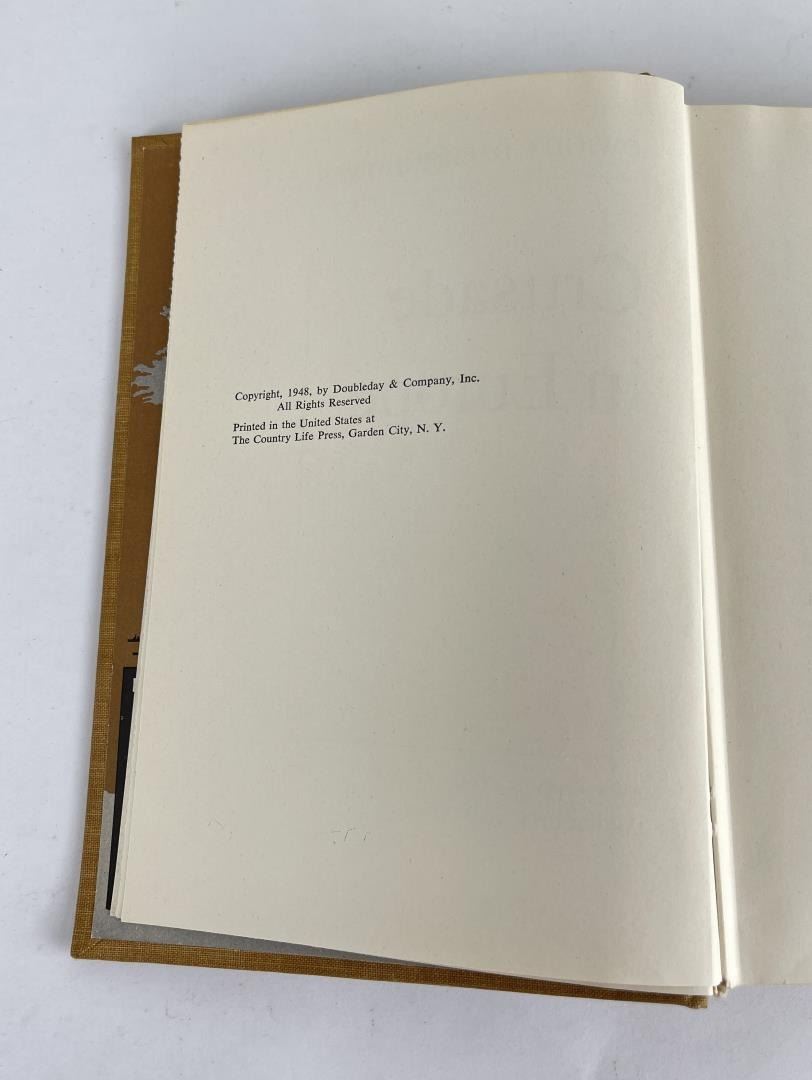 Copyright, 1948, by Doubleday & Company, Inc.
All Rights Reserved
Printed in the United States at
The Country Life Press, Garden City, N. Y.
Crusade